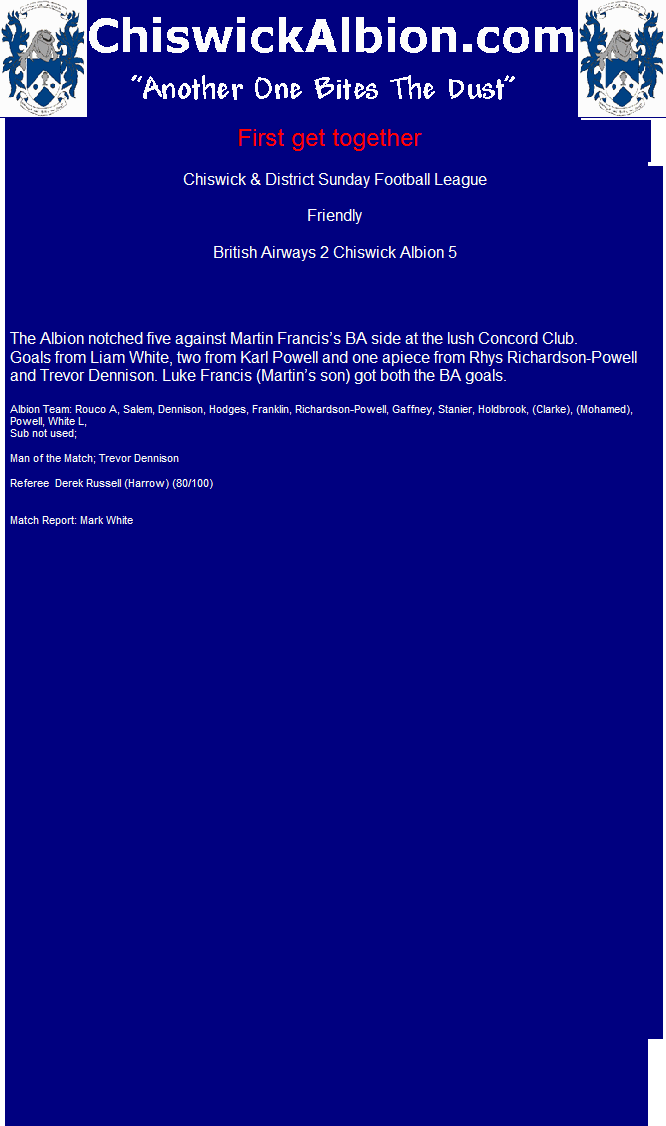 ChiswickAlbion.com
“Another One Bites The Dust”
First get together
Chiswick & District Sunday Football League
Friendly
British Airways 2 Chiswick Albion 5
The Albion notched five against Martin Francis’s BA side at the lush Concord Club.
Goals from Liam White, two from Karl Powell and one apiece from Rhys Richardson-Powell
and Trevor Dennison. Luke Francis (Martin’s son) got both the BA goals.
Albion Team: Rouco A, Salem, Dennison, Hodges, Franklin, Richardson-Powell, Gaffney, Stanier, Holdbrook, (Clarke), (Mohamed),
Powell, White L,
Sub not used;
Man of the Match; Trevor Dennison
Referee  Derek Russell (Harrow) (80/100)
Match Report: Mark White